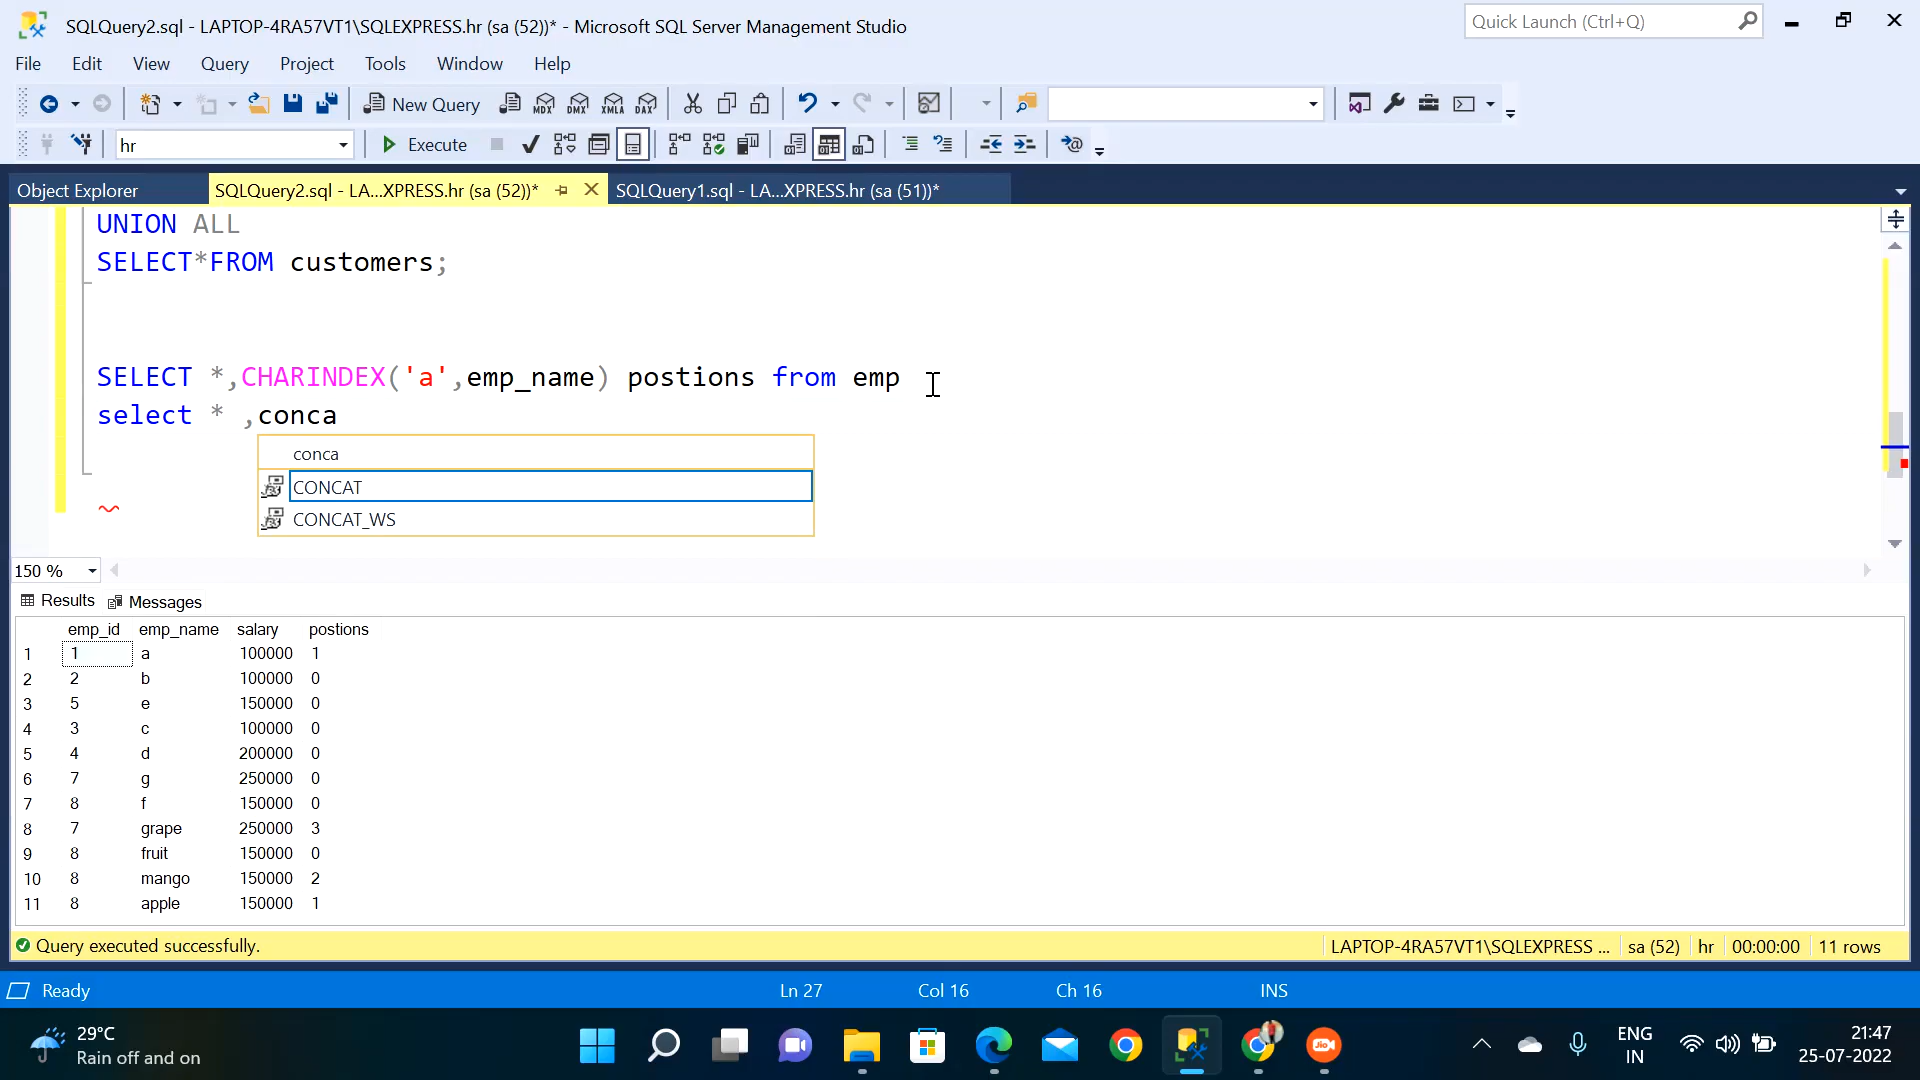 SQLQuery2.sql - LAPTOP-4RA57VT1\SQLEXPRESS.hr (sa (52))* - Microsoft SQL Server Management Studio
Quick Launch (Ctrl+Q)
File Edit View Query Project Tools Window Help
New Query MDX DMX XMLA DAX
hr Execute
Object Explorer SQLQuery2.sql - LA...XPRESS.hr (sa (52))* SQLQuery1.sql - LA...XPRESS.hr (sa (51))*
UNION ALL
SELECT*FROM customers;
SELECT *,CHARINDEX('a',emp_name) postions from emp
select * ,conca
conca
CONCAT
CONCAT_WS
150 %
Results Messages
emp_id emp_name salary postions
1 1 a 100000 1
2 2 b 100000 0
3 5 e 150000 0
4 3 c 100000 0
5 4 d 200000 0
6 7 g 250000 0
7 8 f 150000 0
8 7 grape 250000 3
9 8 fruit 150000 0
10 8 mango 150000 2
11 8 apple 150000 1
Query executed successfully. LAPTOP-4RA57VT1\SQLEXPRESS ... sa (52) hr 00:00:00 11 rows
Ready Ln 27 Col 16 Ch 16 INS
29°C
Rain off and on
Jio
ENG
IN
21:47
25-07-2022